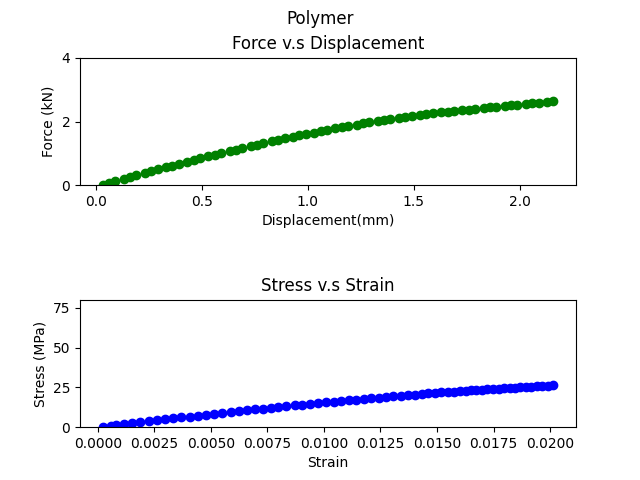 Polymer
Force v.s Displacement
4
2
0
Force (kN)
0.0 0.5 1.0 1.5 2.0
Displacement(mm)
Stress v.s Strain
75
50
25
0
Stress (MPa)
0.0000 0.0025 0.0050 0.0075 0.0100 0.0125 0.0150 0.0175 0.0200
Strain